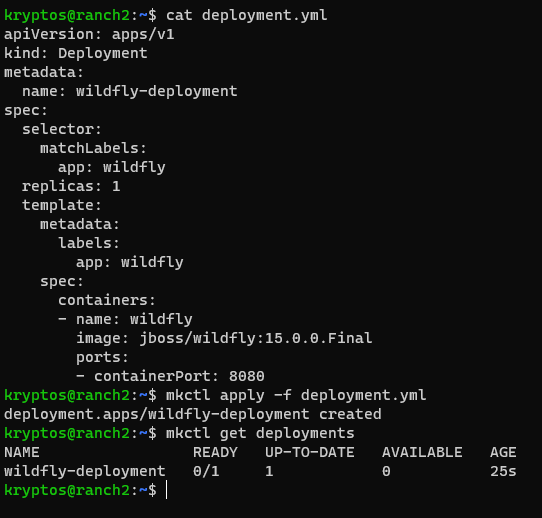 kryptos@ranch2:~$ cat deployment.yml
apiVersion: apps/v1
kind: Deployment
metadata:
  name: wildfly-deployment
spec:
  selector:
    matchLabels:
      app: wildfly
  replicas: 1
  template:
    metadata:
      labels:
        app: wildfly
    spec:
      containers:
      - name: wildfly
        image: jboss/wildfly:15.0.0.Final
        ports:
        - containerPort: 8080
kryptos@ranch2:~$ mkctl apply -f deployment.yml
deployment.apps/wildfly-deployment created
kryptos@ranch2:~$ mkctl get deployments
NAME                 READY   UP-TO-DATE   AVAILABLE   AGE
wildfly-deployment   0/1     1            0           25s
kryptos@ranch2:~$